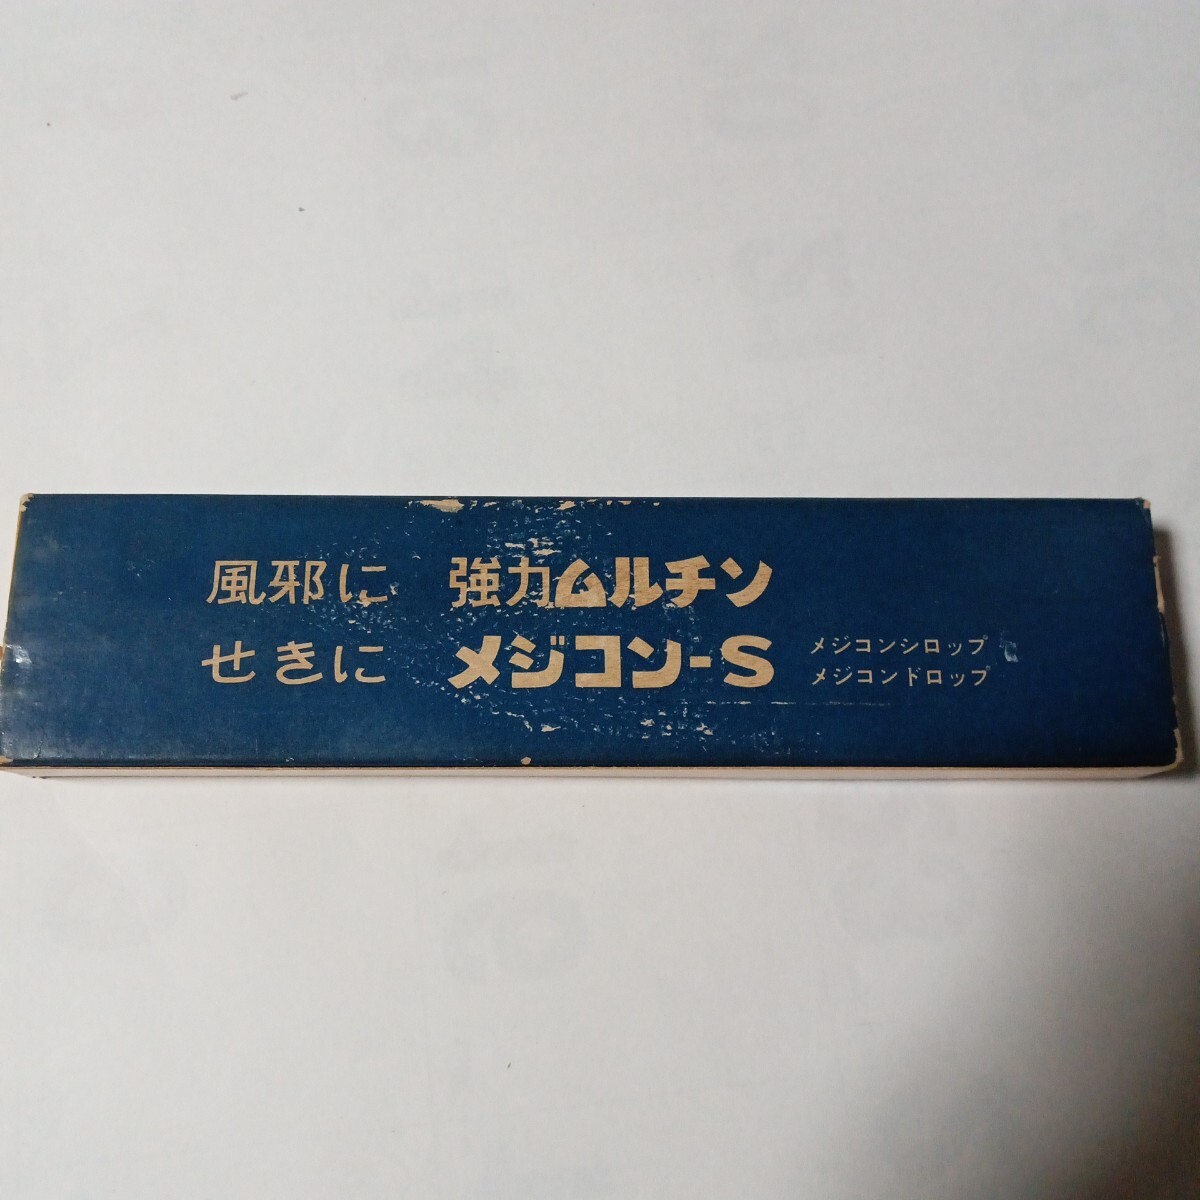 風邪に 強力ムルチン
せきに メジコン-S メジコンシロップ
メジコンドロップ